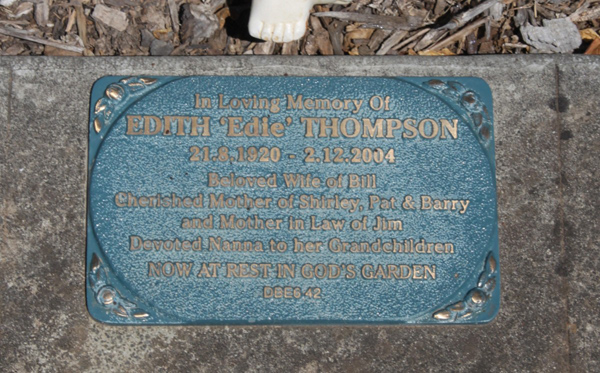 In Loving Memory Of
EDITH 'Edie' THOMPSON
21.8.1920 - 2.12.2004
Beloved Wife of Bill
Cherished Mother of Shirley, Pat & Barry
and Mother in Law of Jim
Devoted Nanna to her Grandchildren
NOW AT REST IN GOD'S GARDEN
DBE6 42